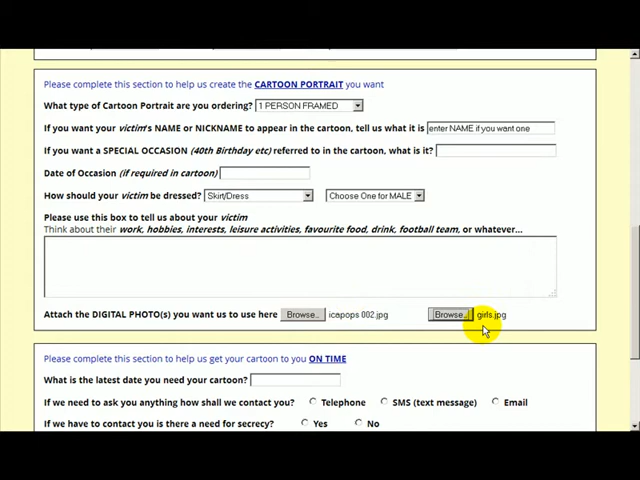 Please complete this section to help us create the CARTOON PORTRAIT you want
What type of Cartoon Portrait are you ordering? 1 PERSON FRAMED
If you want your victim's NAME or NICKNAME to appear in the cartoon, tell us what it is enter NAME if you want one
If you want a SPECIAL OCCASION (40th Birthday etc) referred to in the cartoon, what is it?
Date of Occasion (if required in cartoon)
How should your victim be dressed? Skirt/Dress Choose One for MALE
Please use this box to tell us about your victim
Think about their work, hobbies, interests, leisure activities, favourite food, drink, football team, or whatever...
Attach the DIGITAL PHOTO(s) you want us to use here Browse.. icapops 002.jpg Browse.. girls.jpg
Please complete this section to help us get your cartoon to you ON TIME
What is the latest date you need your cartoon?
If we need to ask you anything how shall we contact you? Telephone SMS (text message) Email
If we have to contact you is there a need for secrecy? Yes No